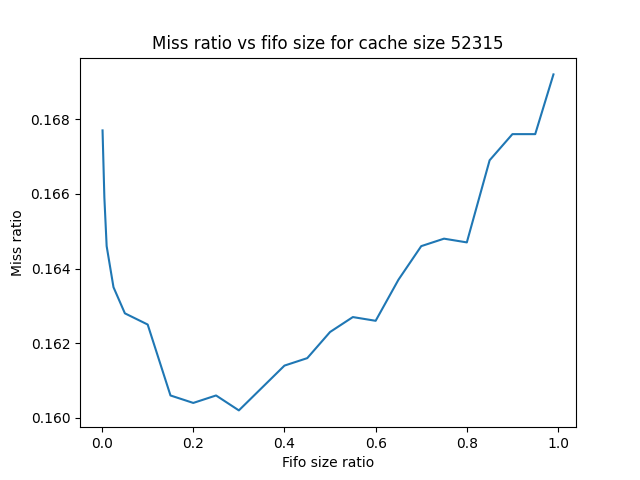 Miss ratio vs fifo size for cache size 52315
Miss ratio
0.168
0.166
0.164
0.162
0.160
0.0 0.2 0.4 0.6 0.8 1.0
Fifo size ratio